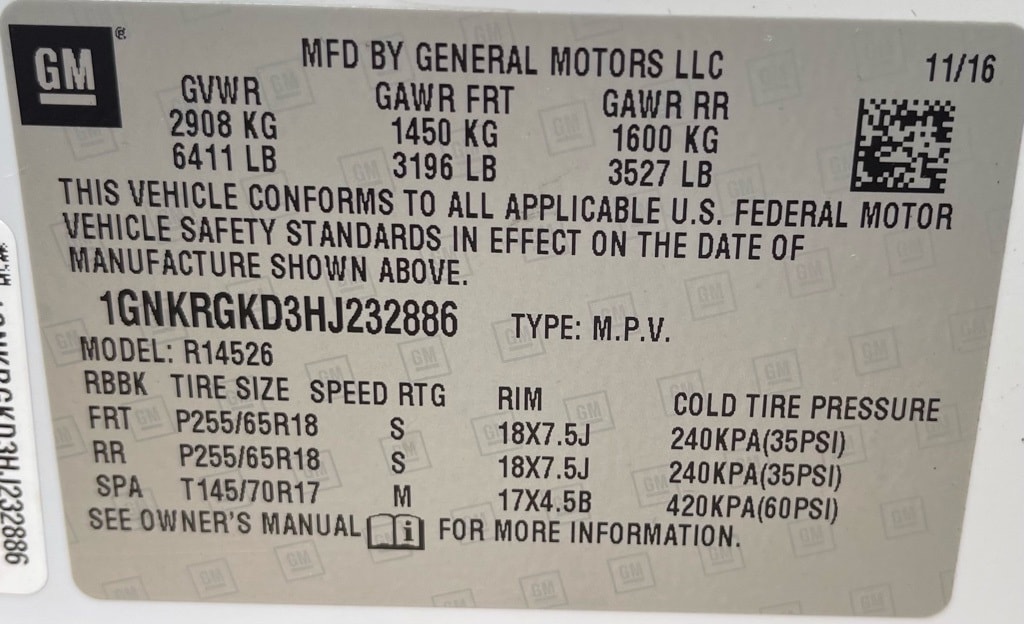 GM ®
MFD BY GENERAL MOTORS LLC 11/16
GVWR GAWR FRT GAWR RR
2908 KG 1450 KG 1600 KG
6411 LB 3196 LB 3527 LB
THIS VEHICLE CONFORMS TO ALL APPLICABLE U.S. FEDERAL MOTOR
VEHICLE SAFETY STANDARDS IN EFFECT ON THE DATE OF
MANUFACTURE SHOWN ABOVE.
1GNKRGKD3HJ232886 TYPE: M.P.V.
MODEL: R14526
RBBK TIRE SIZE SPEED RTG RIM COLD TIRE PRESSURE
FRT P255/65R18 S 18X7.5J 240KPA(35PSI)
RR P255/65R18 S 18X7.5J 240KPA(35PSI)
SPA T145/70R17 M 17X4.5B 420KPA(60PSI)
SEE OWNER'S MANUAL i FOR MORE INFORMATION.